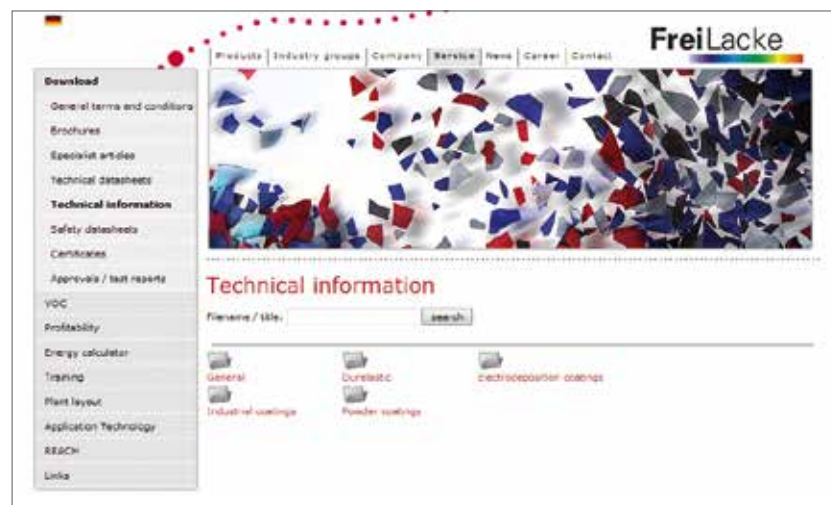 FreiLacke
Products Industry groups Company Service News Career Contact
Download
General terms and conditions
Brochures
Specialist articles
Technical datasheets
Technical information
Safety datasheets
Certificates
Approvals / test reports
VOC
Profitability
Energy calculator
Training
Plant layout
Application Technology
REACH
Links
Technical information
Filename / title: search
General Durelastic Electrodeposition coatings
Industrial coatings Powder coatings